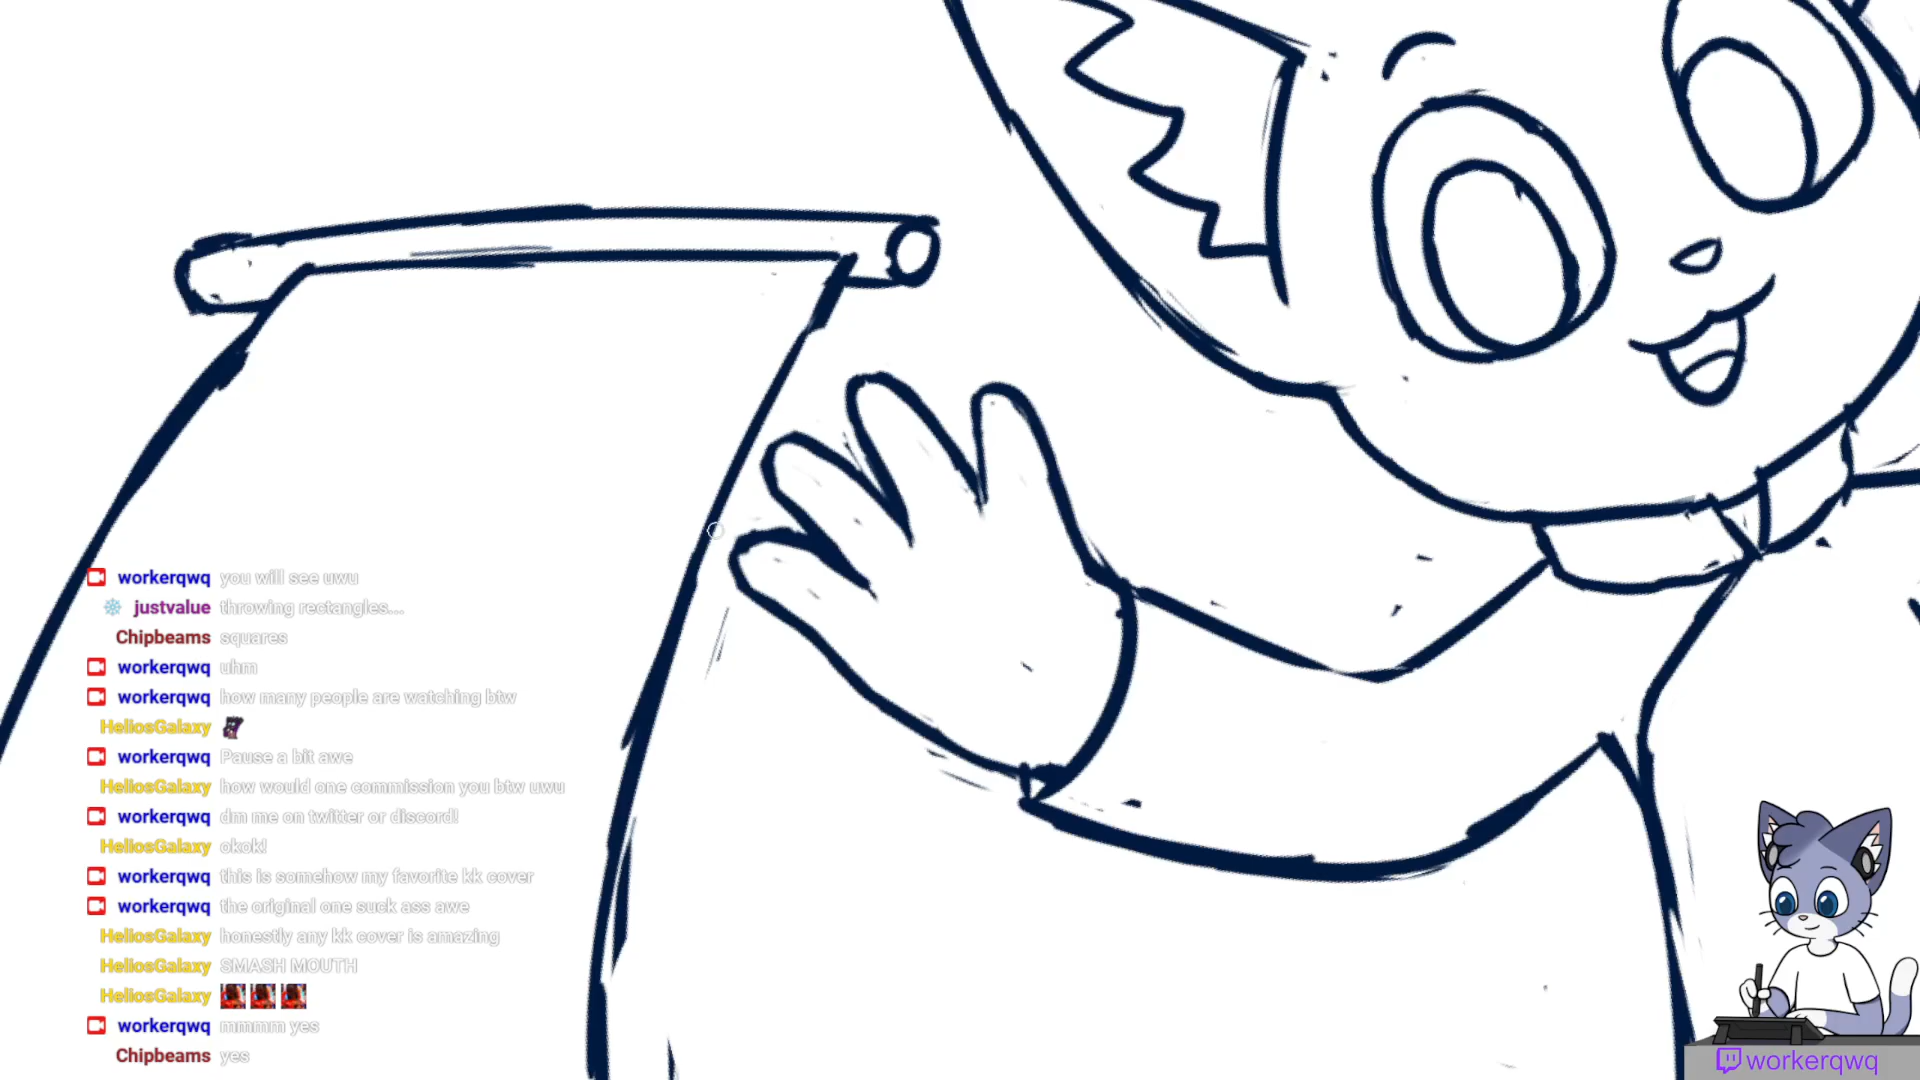 workerqwq you will see uwu
justvalue throwing rectangles...
Chipbeams squares
workerqwq uhm
workerqwq how many people are watching btw
HeliosGalaxy
workerqwq Pause a bit awe
HeliosGalaxy how would one commission you btw uwu
workerqwq dm me on twitter or discord!
HeliosGalaxy okok!
workerqwq this is somehow my favorite kk cover
workerqwq the original one suck ass awe
HeliosGalaxy honestly any kk cover is amazing
HeliosGalaxy SMASH MOUTH
HeliosGalaxy
workerqwq mmmm yes
Chipbeams yes
workerqwq